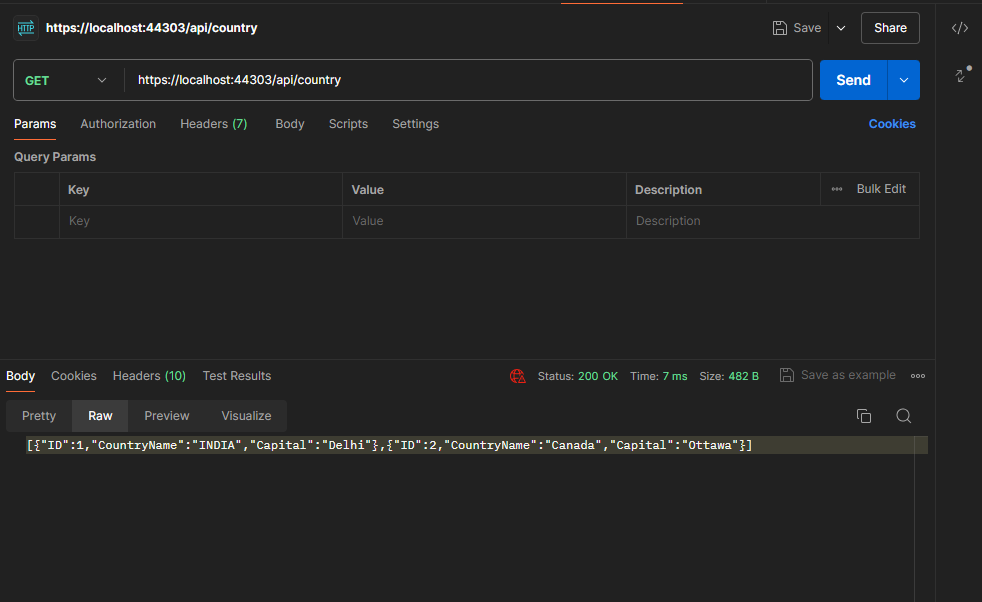 HTTP https://localhost:44303/api/country Save Share </>
GET https://localhost:44303/api/country Send
Params Authorization Headers (7) Body Scripts Settings Cookies
Query Params
Key Value Description Bulk Edit
Key Value Description
Body Cookies Headers (10) Test Results Status: 200 OK Time: 7 ms Size: 482 B Save as example
Pretty Raw Preview Visualize
[{"ID":1,"CountryName":"INDIA","Capital":"Delhi"},{"ID":2,"CountryName":"Canada","Capital":"Ottawa"}]